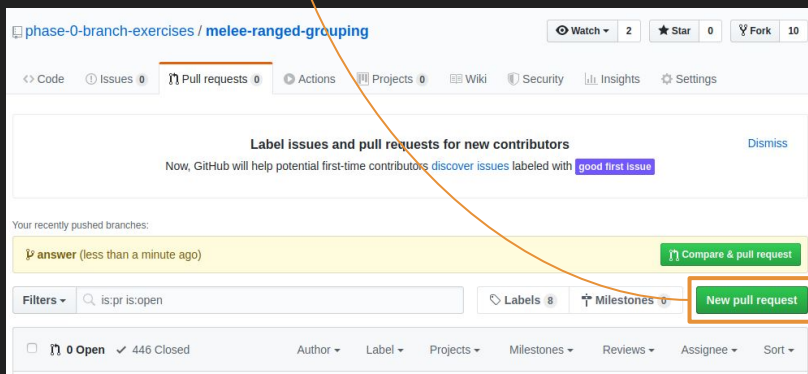 phase-0-branch-exercises / melee-ranged-grouping Watch 2 Star 0 Fork 10
Code Issues 0 Pull requests 0 Actions Projects 0 Wiki Security Insights Settings
Label issues and pull requests for new contributors Dismiss
Now, GitHub will help potential first-time contributors discover issues labeled with good first issue
Your recently pushed branches:
answer (less than a minute ago) Compare & pull request
Filters is:pr is:open Labels 8 Milestones 0 New pull request
0 Open 446 Closed Author Label Projects Milestones Reviews Assignee Sort